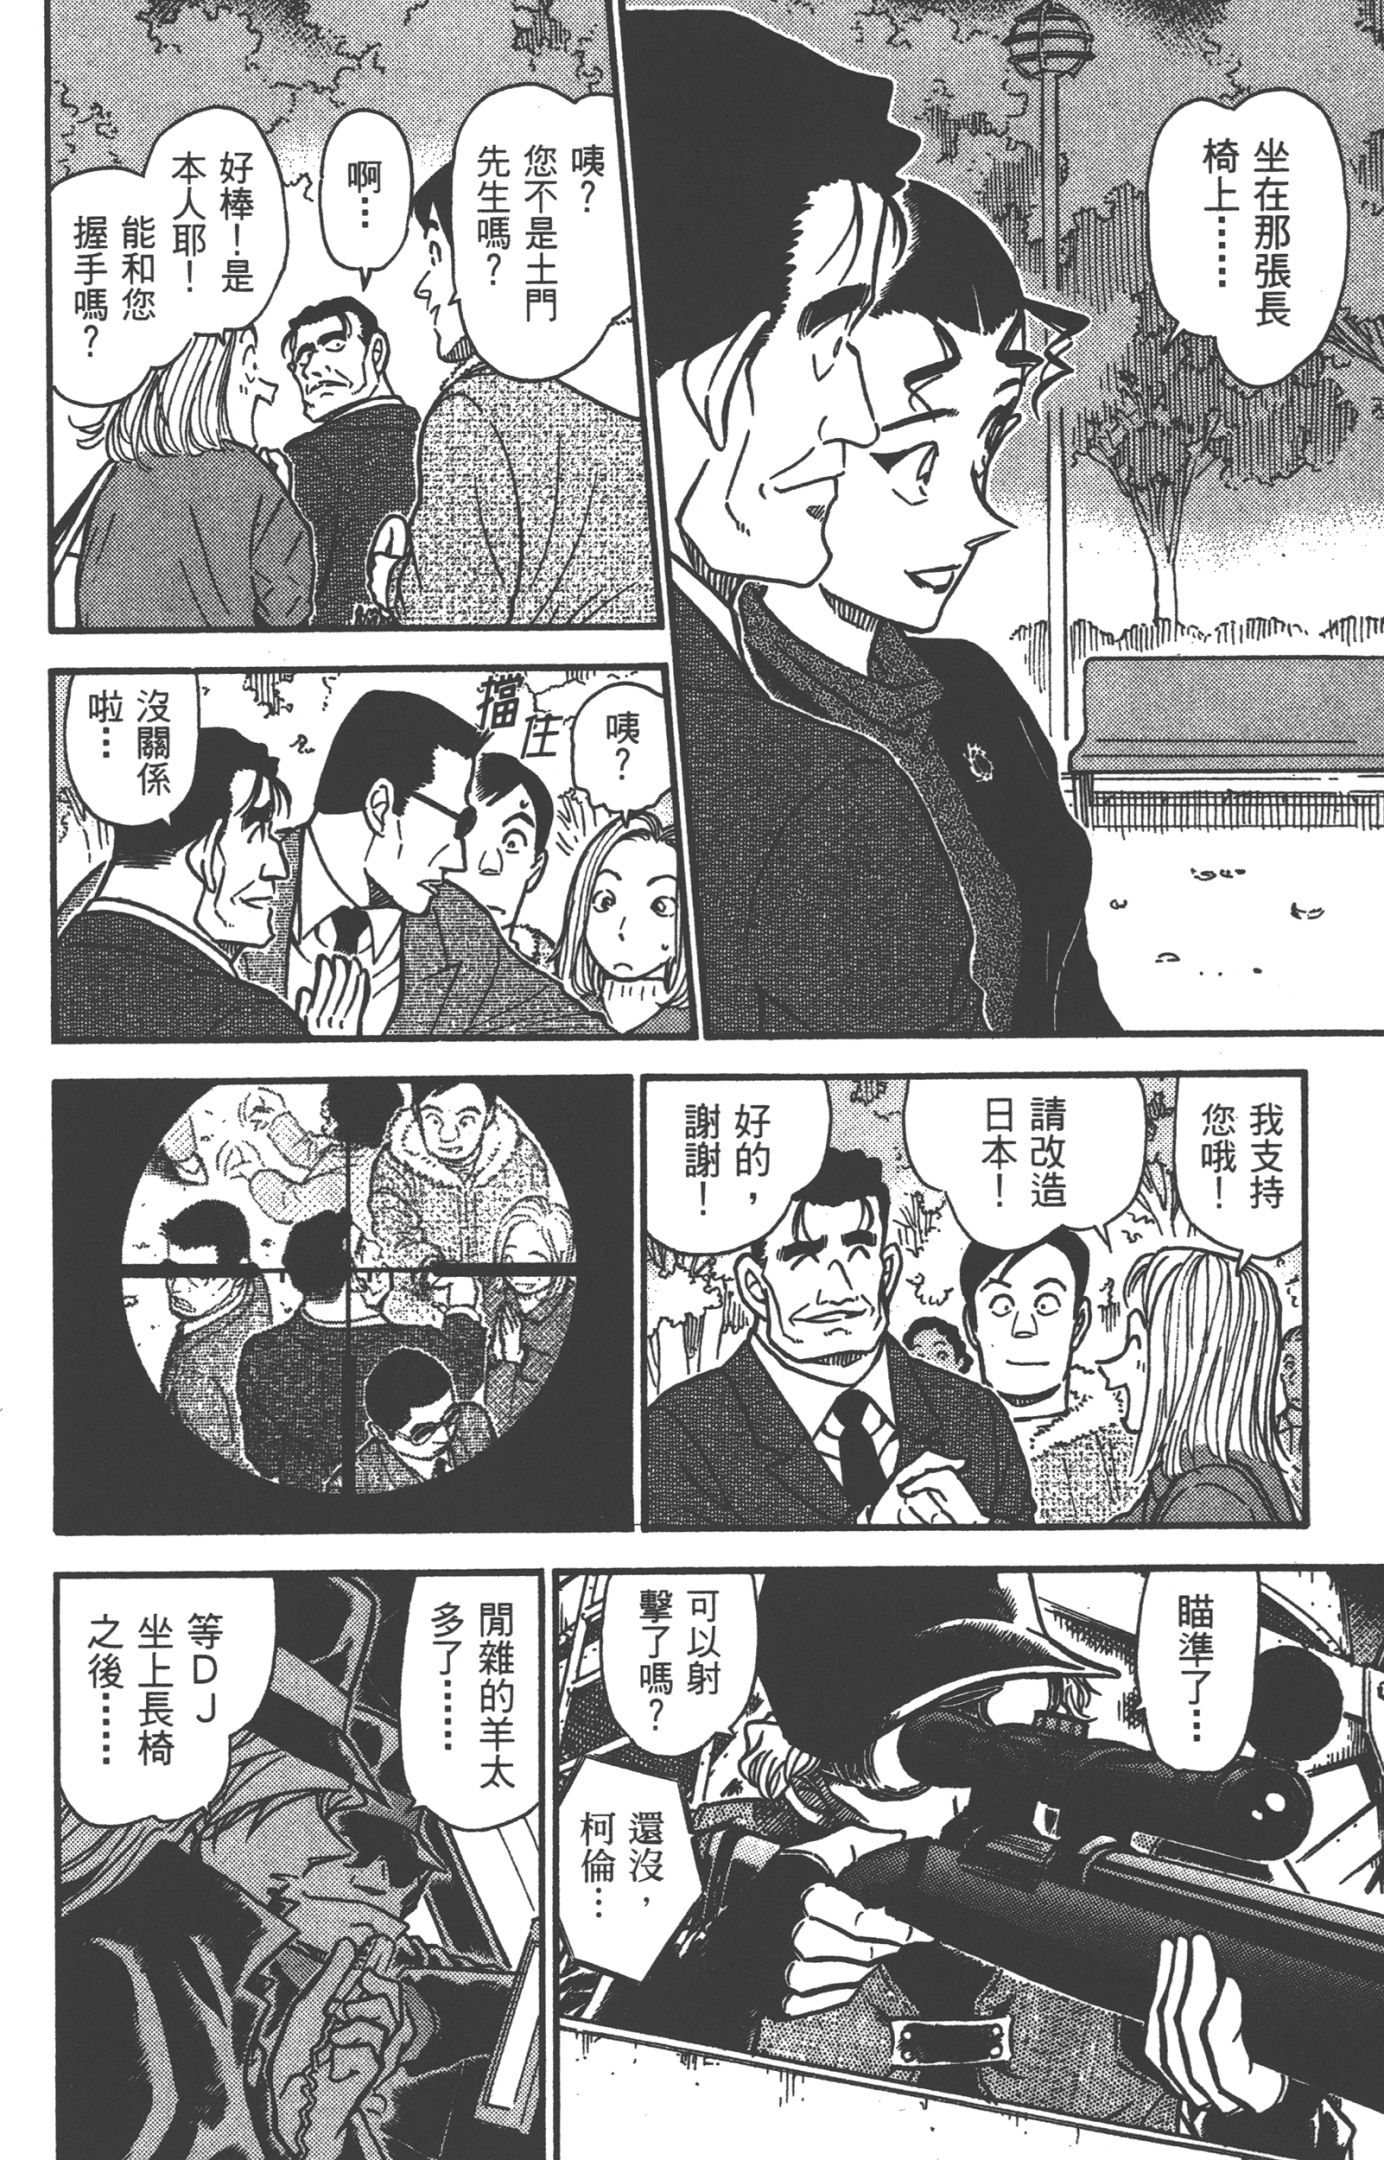 坐在那張長
椅上……
咦？
您不是土門
先生嗎？
啊…
好棒！是
本人耶！
能和您
握手嗎？
咦？
擋住
沒關係
啦…
我支持
您哦！
請改造
日本！
好的，
謝謝！
瞄準了…
可以射
擊了嗎？
還沒，
柯倫…
閒雜的羊太
多了……
等DJ
坐上長椅
之後……